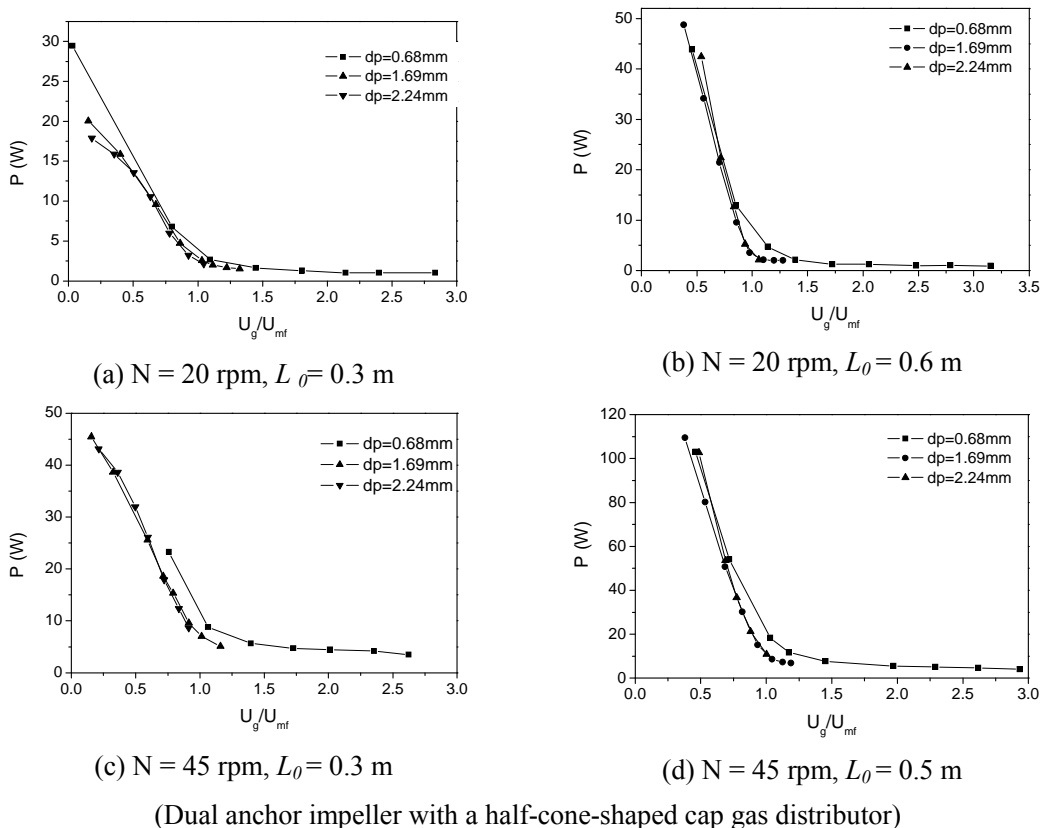 30
25
20
15
10
5
0
P (W)
dp=0.68mm
dp=1.69mm
dp=2.24mm
0.0 0.5 1.0 1.5 2.0 2.5 3.0
U_g/U_mf
(a) N = 20 rpm, L_0 = 0.3 m
50
40
30
20
10
0
P (W)
dp=0.68mm
dp=1.69mm
dp=2.24mm
0.0 0.5 1.0 1.5 2.0 2.5 3.0 3.5
U_g/U_mf
(b) N = 20 rpm, L_0 = 0.6 m
50
40
30
20
10
0
P (W)
dp=0.68mm
dp=1.69mm
dp=2.24mm
0.0 0.5 1.0 1.5 2.0 2.5 3.0
U_g/U_mf
(c) N = 45 rpm, L_0 = 0.3 m
120
100
80
60
40
20
0
P (W)
dp=0.68mm
dp=1.69mm
dp=2.24mm
0.0 0.5 1.0 1.5 2.0 2.5 3.0
U_g/U_mf
(d) N = 45 rpm, L_0 = 0.5 m
(Dual anchor impeller with a half-cone-shaped cap gas distributor)